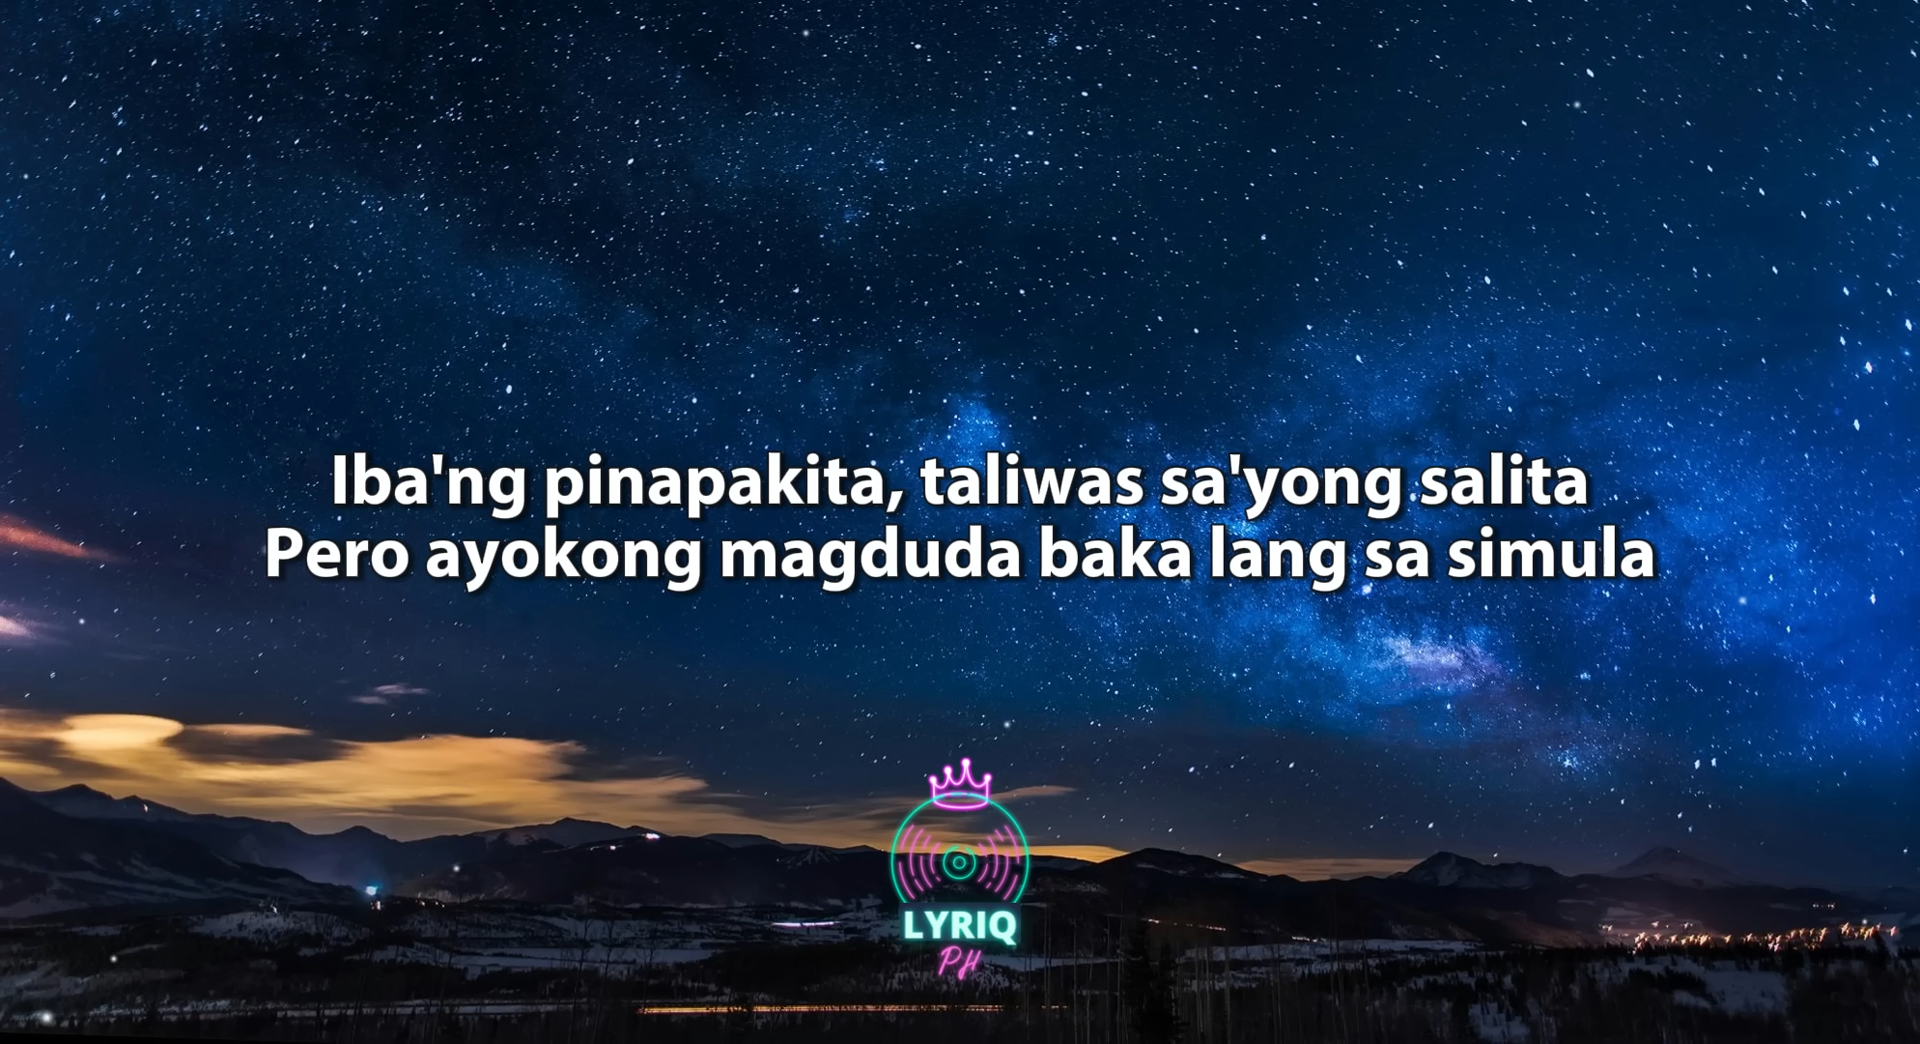 Iba'ng pinapakita, taliwas sa'yong salita
Pero ayokong magduda baka lang sa simula
LYRIQ
PH